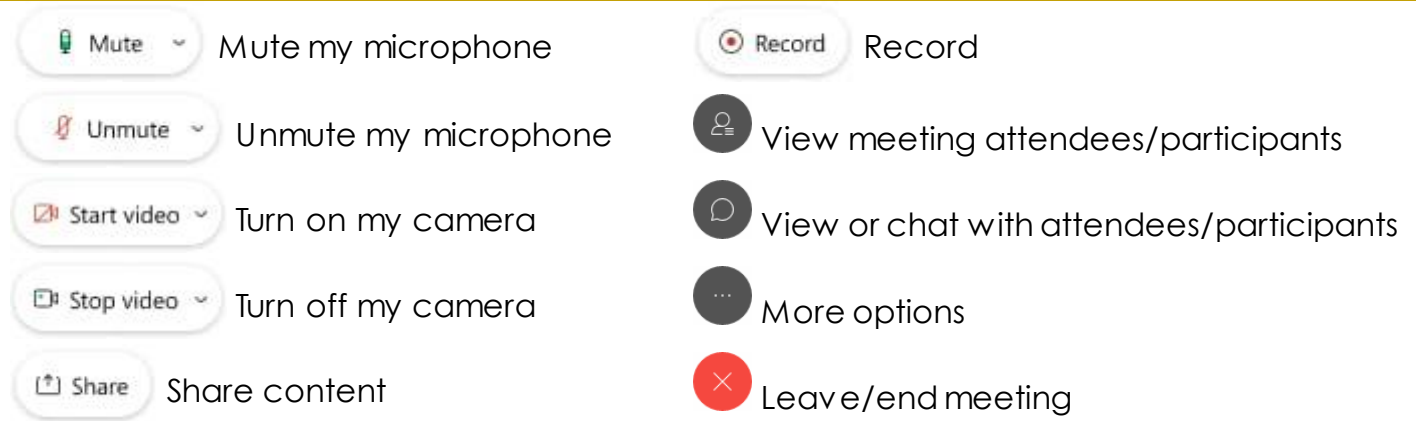 Mute Mute my microphone
Unmute Unmute my microphone
Start video Turn on my camera
Stop video Turn off my camera
Share Share content
Record Record
View meeting attendees/participants
View or chat with attendees/participants
More options
Leave/end meeting